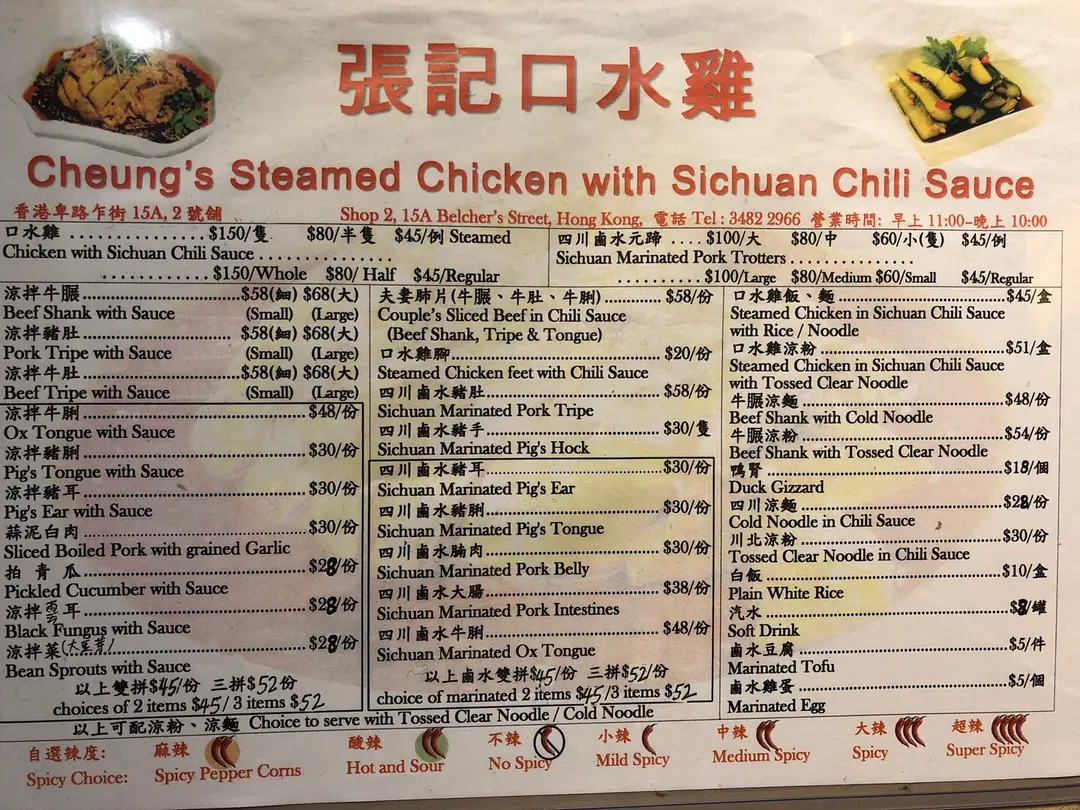 張記口水雞
Cheung's Steamed Chicken with Sichuan Chili Sauce
香港卑路乍街 15A, 2 號舖 Shop 2, 15A Belcher's Street, Hong Kong, 電話 Tel : 3482 2966 營業時間: 早上 11:00-晚上 10:00
口水雞 ................$150/隻 $80/半隻 $45/例 Steamed
Chicken with Sichuan Chili Sauce ................
.............$150/Whole $80/ Half $45/Regular
四川鹵水元蹄 ....$100/大 $80/中 $60/小(隻) $45/例
Sichuan Marinated Pork Trotters ...............
...........$100/Large $80/Medium $60/Small $45/Regular
涼拌牛𦟌....................$58(細) $68(大)
Beef Shank with Sauce (Small) (Large)
涼拌豬肚....................$58(細) $68(大)
Pork Tripe with Sauce (Small) (Large)
涼拌牛肚....................$58(細) $68(大)
Beef Tripe with Sauce (Small) (Large)
涼拌牛脷....................$48/份
Ox Tongue with Sauce
涼拌豬脷....................$30/份
Pig's Tongue with Sauce
涼拌豬耳....................$30/份
Pig's Ear with Sauce
蒜泥白肉....................$30/份
Sliced Boiled Pork with grained Garlic
拍青瓜....................$28/份
Pickled Cucumber with Sauce
涼拌雲耳....................$28/份
Black Fungus with Sauce
涼拌菜(大豆芽)....................$28/份
Bean Sprouts with Sauce
以上雙拼$45/份 三拼$52份
choices of 2 items $45/ 3 items $52
夫妻肺片(牛𦟌、牛肚、牛脷)..............$58/份
Couple's Sliced Beef in Chili Sauce
(Beef Shank, Tripe & Tongue)
口水雞腳....................$20/份
Steamed Chicken feet with Chili Sauce
四川鹵水豬肚....................$58/份
Sichuan Marinated Pork Tripe
四川鹵水豬手....................$30/隻
Sichuan Marinated Pig's Hock
四川鹵水豬耳....................$30/份
Sichuan Marinated Pig's Ear
四川鹵水豬脷....................$30/份
Sichuan Marinated Pig's Tongue
四川鹵水腩肉....................$30/份
Sichuan Marinated Pork Belly
四川鹵水大腸....................$38/份
Sichuan Marinated Pork Intestines
四川鹵水牛脷....................$48/份
Sichuan Marinated Ox Tongue
以上鹵水雙拼$45/份 三拼$52/份
choice of marinated 2 items $45/3 items $52
口水雞飯、麵....................$45/盒
Steamed Chicken in Sichuan Chili Sauce
with Rice / Noodle
口水雞涼粉....................$51/盒
Steamed Chicken in Sichuan Chili Sauce
with Tossed Clear Noodle
牛𦟌涼麵....................$48/份
Beef Shank with Cold Noodle
牛𦟌涼粉....................$54/份
Beef Shank with Tossed Clear Noodle
鴨腎....................$18/個
Duck Gizzard
四川涼麵....................$28/份
Cold Noodle in Chili Sauce
川北涼粉....................$30/份
Tossed Clear Noodle in Chili Sauce
白飯....................$10/盒
Plain White Rice
汽水....................$8/罐
Soft Drink
鹵水豆腐....................$5/件
Marinated Tofu
鹵水雞蛋....................$5/個
Marinated Egg
以上可配涼粉、涼麵 Choice to serve with Tossed Clear Noodle / Cold Noodle
自選辣度: 麻辣 酸辣 不辣 小辣 中辣 大辣 超辣
Spicy Choice: Spicy Pepper Corns Hot and Sour No Spicy Mild Spicy Medium Spicy Spicy Super Spicy